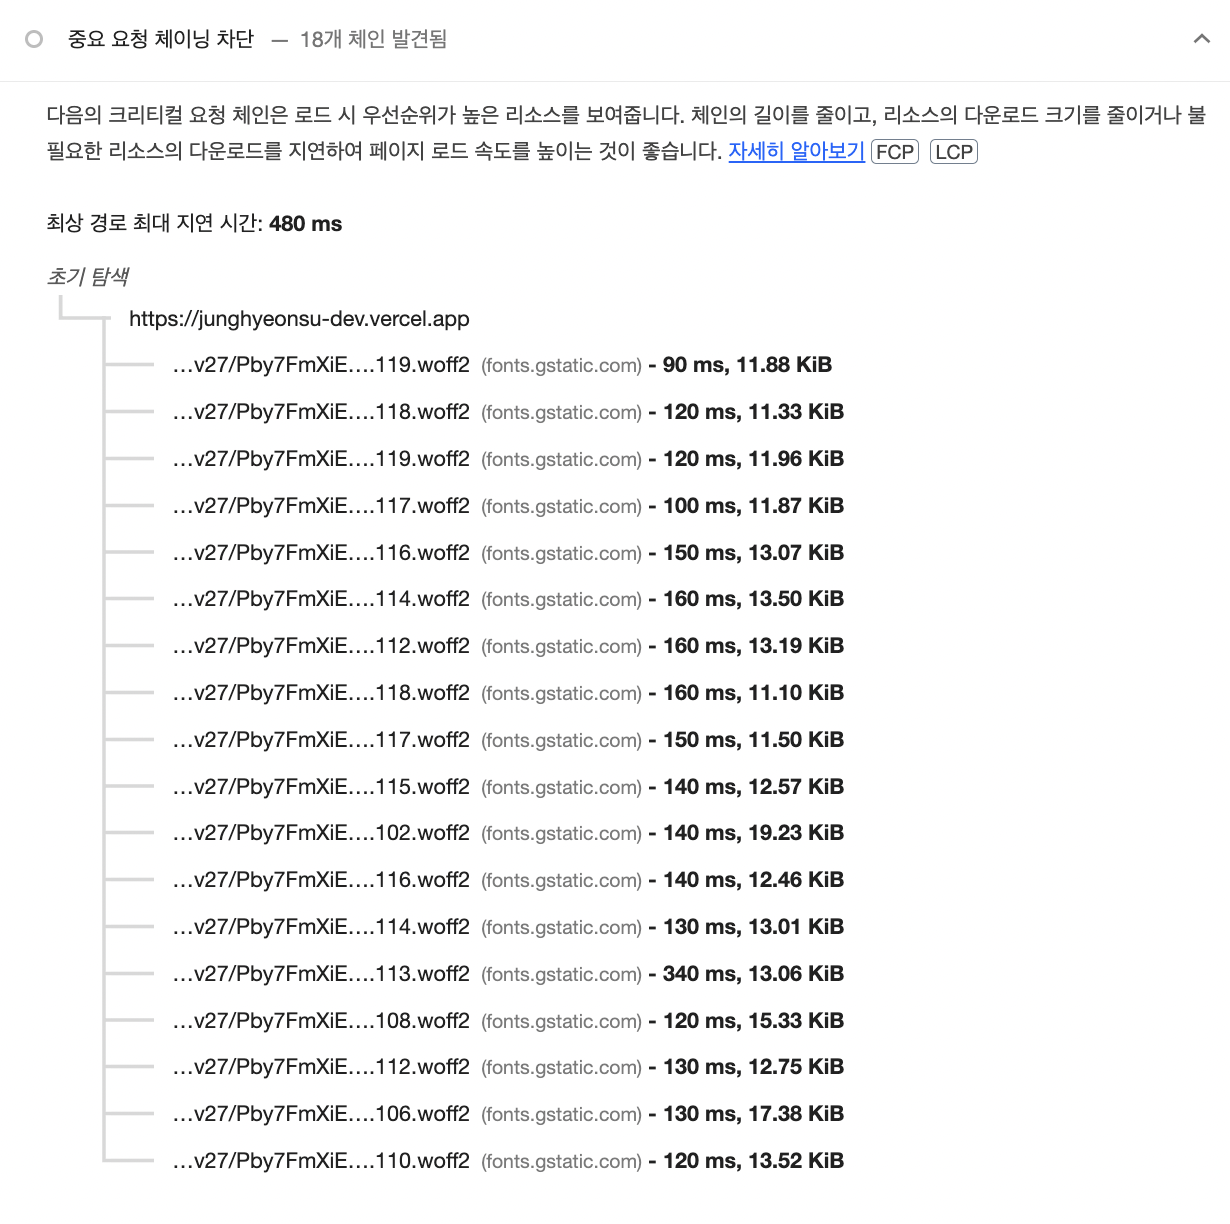 중요 요청 체이닝 차단 — 18개 체인 발견됨
다음의 크리티컬 요청 체인은 로드 시 우선순위가 높은 리소스를 보여줍니다. 체인의 길이를 줄이고, 리소스의 다운로드 크기를 줄이거나 불
필요한 리소스의 다운로드를 지연하여 페이지 로드 속도를 높이는 것이 좋습니다. 자세히 알아보기 FCP LCP
최상 경로 최대 지연 시간: 480 ms
초기 탐색
https://junghyeonsu-dev.vercel.app
…v27/Pby7FmXiE….119.woff2 (fonts.gstatic.com) - 90 ms, 11.88 KiB
…v27/Pby7FmXiE….118.woff2 (fonts.gstatic.com) - 120 ms, 11.33 KiB
…v27/Pby7FmXiE….119.woff2 (fonts.gstatic.com) - 120 ms, 11.96 KiB
…v27/Pby7FmXiE….117.woff2 (fonts.gstatic.com) - 100 ms, 11.87 KiB
…v27/Pby7FmXiE….116.woff2 (fonts.gstatic.com) - 150 ms, 13.07 KiB
…v27/Pby7FmXiE….114.woff2 (fonts.gstatic.com) - 160 ms, 13.50 KiB
…v27/Pby7FmXiE….112.woff2 (fonts.gstatic.com) - 160 ms, 13.19 KiB
…v27/Pby7FmXiE….118.woff2 (fonts.gstatic.com) - 160 ms, 11.10 KiB
…v27/Pby7FmXiE….117.woff2 (fonts.gstatic.com) - 150 ms, 11.50 KiB
…v27/Pby7FmXiE….115.woff2 (fonts.gstatic.com) - 140 ms, 12.57 KiB
…v27/Pby7FmXiE….102.woff2 (fonts.gstatic.com) - 140 ms, 19.23 KiB
…v27/Pby7FmXiE….116.woff2 (fonts.gstatic.com) - 140 ms, 12.46 KiB
…v27/Pby7FmXiE….114.woff2 (fonts.gstatic.com) - 130 ms, 13.01 KiB
…v27/Pby7FmXiE….113.woff2 (fonts.gstatic.com) - 340 ms, 13.06 KiB
…v27/Pby7FmXiE….108.woff2 (fonts.gstatic.com) - 120 ms, 15.33 KiB
…v27/Pby7FmXiE….112.woff2 (fonts.gstatic.com) - 130 ms, 12.75 KiB
…v27/Pby7FmXiE….106.woff2 (fonts.gstatic.com) - 130 ms, 17.38 KiB
…v27/Pby7FmXiE….110.woff2 (fonts.gstatic.com) - 120 ms, 13.52 KiB